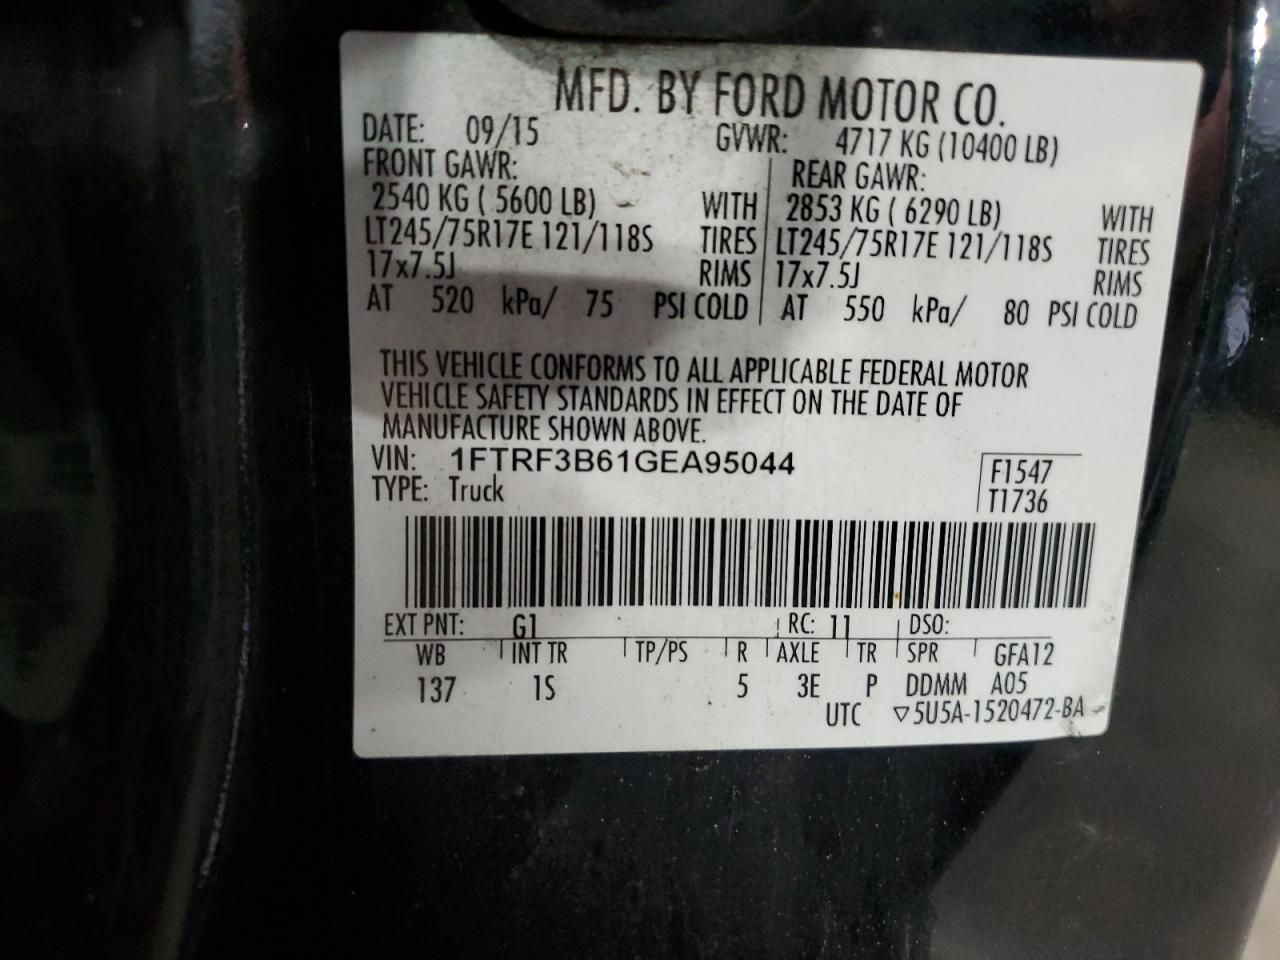 MFD. BY FORD MOTOR CO.
DATE: 09/15 GVWR: 4717 KG (10400 LB)
FRONT GAWR: REAR GAWR:
2540 KG ( 5600 LB) WITH 2853 KG ( 6290 LB) WITH
LT245/75R17E 121/118S TIRES LT245/75R17E 121/118S TIRES
17x7.5J RIMS 17x7.5J RIMS
AT 520 kPa/ 75 PSI COLD AT 550 kPa/ 80 PSI COLD
THIS VEHICLE CONFORMS TO ALL APPLICABLE FEDERAL MOTOR
VEHICLE SAFETY STANDARDS IN EFFECT ON THE DATE OF
MANUFACTURE SHOWN ABOVE.
VIN: 1FTRF3B61GEA95044
TYPE: Truck
F1547
T1736
EXT PNT: G1 RC: 11 DSO:
WB INT TR TP/PS R AXLE TR SPR GFA12
137 1S 5 3E P DDMM A05
UTC ▽5U5A-1520472-BA